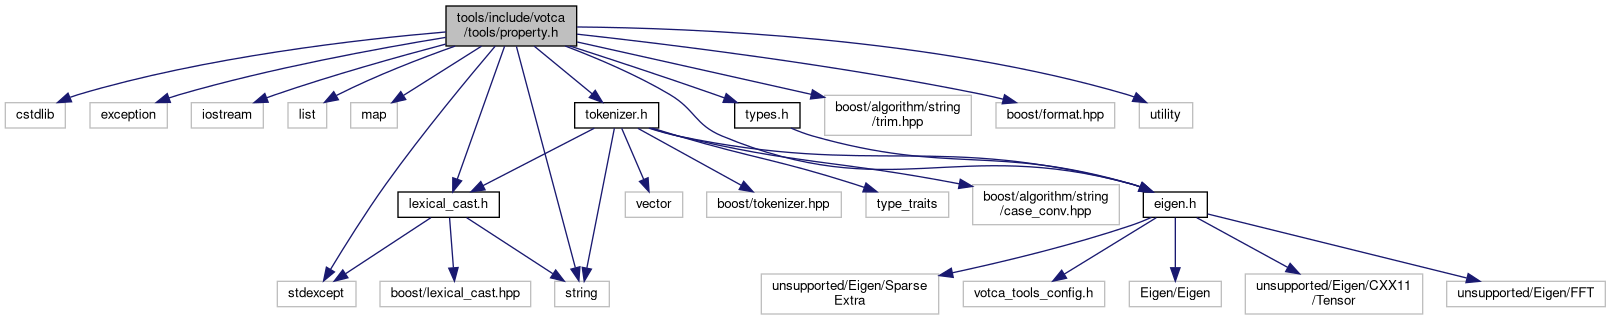 tools/include/votca
/tools/property.h
cstdlib
exception
iostream
list
map
tokenizer.h
types.h
boost/algorithm/string
/trim.hpp
boost/format.hpp
utility
lexical_cast.h
vector
boost/tokenizer.hpp
type_traits
boost/algorithm/string
/case_conv.hpp
eigen.h
stdexcept
boost/lexical_cast.hpp
string
unsupported/Eigen/Sparse
Extra
votca_tools_config.h
Eigen/Eigen
unsupported/Eigen/CXX11
/Tensor
unsupported/Eigen/FFT